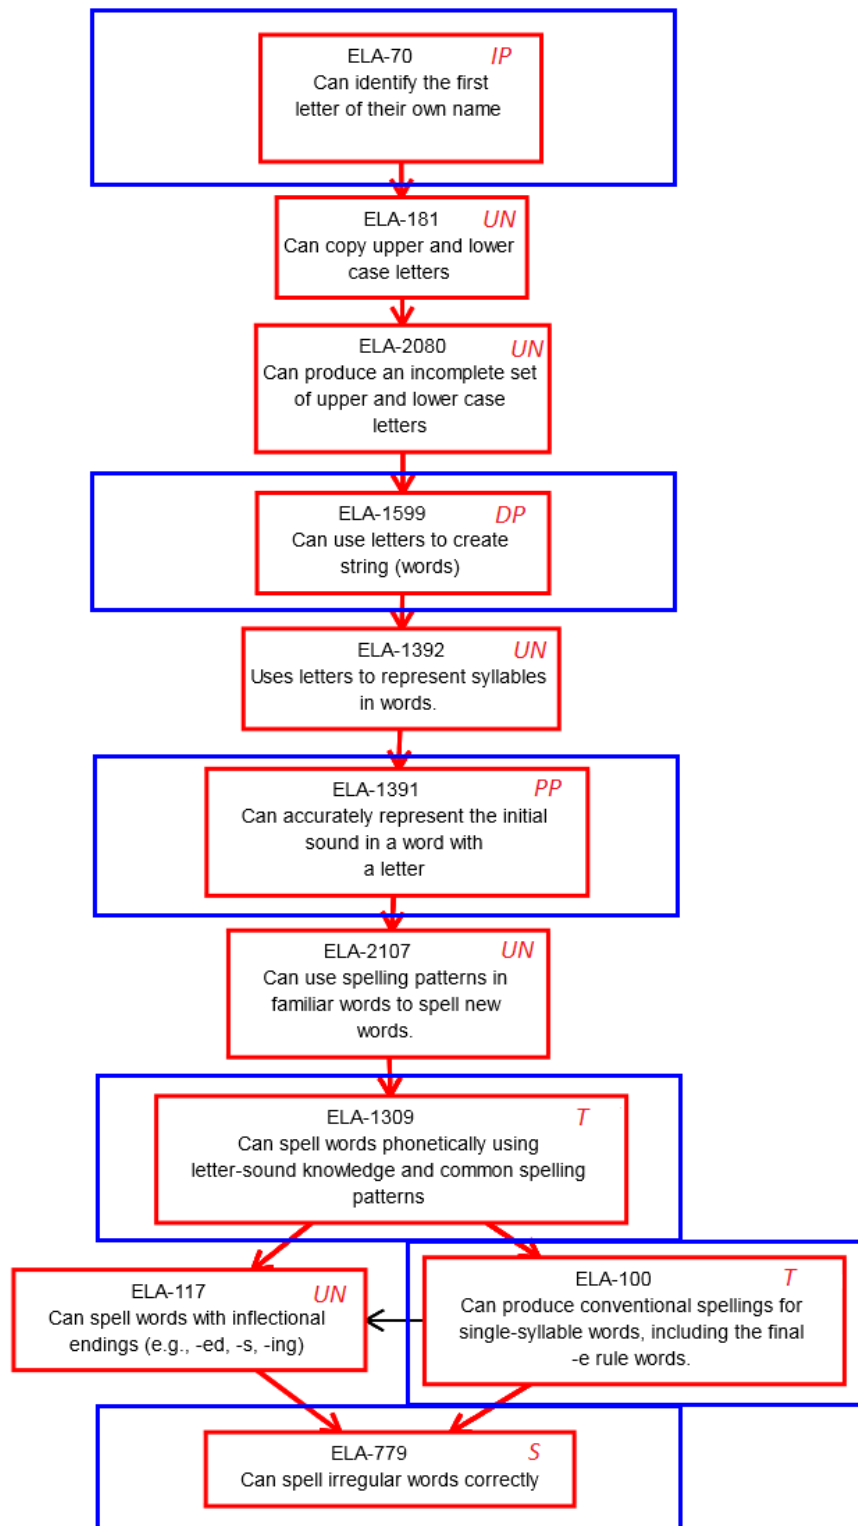 ELA-70 IP
Can identify the first
letter of their own name
ELA-181 UN
Can copy upper and lower
case letters
ELA-2080 UN
Can produce an incomplete set
of upper and lower case
letters
ELA-1599 DP
Can use letters to create
string (words)
ELA-1392 UN
Uses letters to represent syllables
in words.
ELA-1391 PP
Can accurately represent the initial
sound in a word with
a letter
ELA-2107 UN
Can use spelling patterns in
familiar words to spell new
words.
ELA-1309 T
Can spell words phonetically using
letter-sound knowledge and common spelling
patterns
ELA-117 UN
Can spell words with inflectional
endings (e.g., -ed, -s, -ing)
ELA-100 T
Can produce conventional spellings for
single-syllable words, including the final
-e rule words.
ELA-779 S
Can spell irregular words correctly